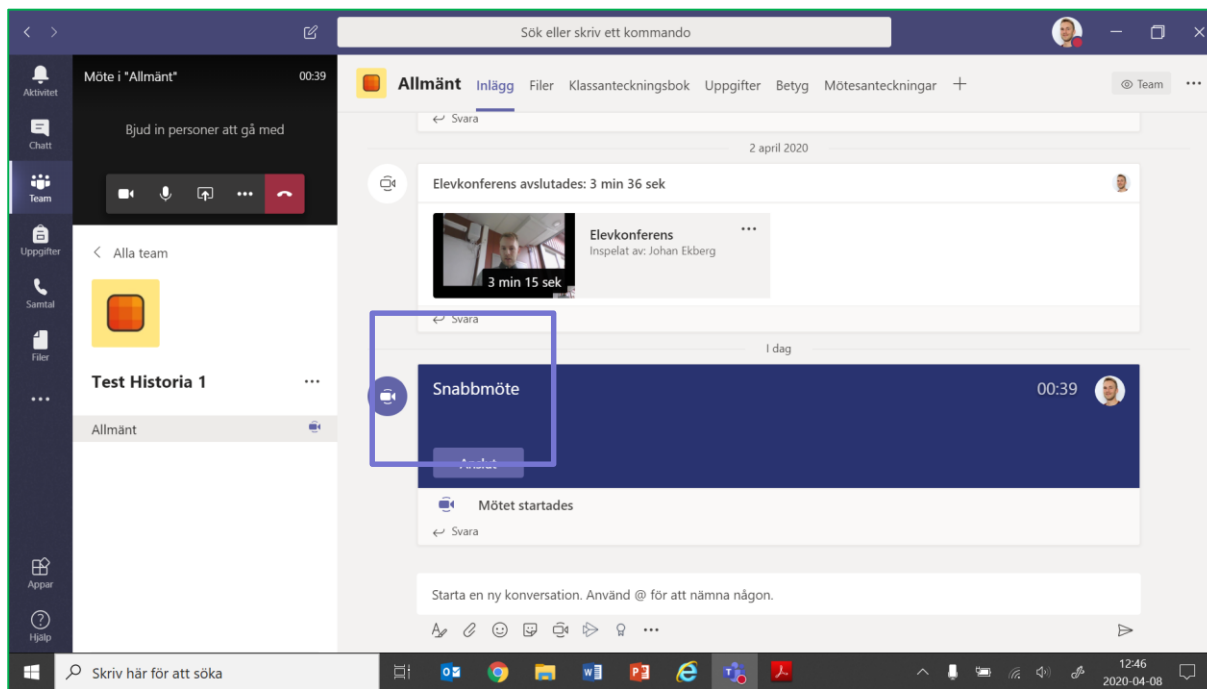 Sök eller skriv ett kommando
Aktivitet
Chatt
Team
Uppgifter
Samtal
Filer
Appar
Hjälp
Möte i "Allmänt" 00:39
Bjud in personer att gå med
Alla team
Test Historia 1
Allmänt
Allmänt Inlägg Filer Klassanteckningsbok Uppgifter Betyg Mötesanteckningar
Team
Svara
2 april 2020
Elevkonferens avslutades: 3 min 36 sek
3 min 15 sek
Elevkonferens
Inspelat av: Johan Ekberg
Svara
I dag
Snabbmöte 00:39
Anslut
Mötet startades
Svara
Starta en ny konversation. Använd @ för att nämna någon.
Skriv här för att söka
12:46
2020-04-08